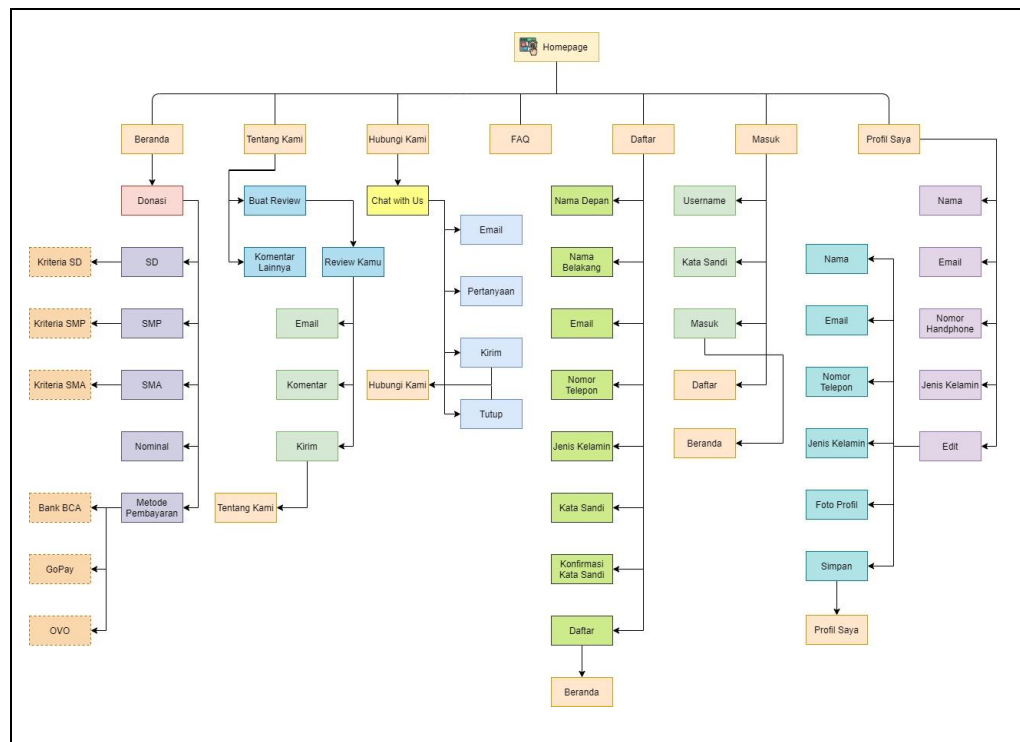 Homepage
Beranda
Tentang Kami
Hubungi Kami
FAQ
Daftar
Masuk
Profil Saya
Donasi
Buat Review
Chat with Us
Nama Depan
Username
Nama
Email
Kriteria SD
SD
Komentar
Lainnya
Review Kamu
Nama
Belakang
Kata Sandi
Nama
Email
Pertanyaan
Kriteria SMP
SMP
Email
Email
Masuk
Email
Nomor
Handphone
Kirim
Kriteria SMA
SMA
Komentar
Hubungi Kami
Nomor
Telepon
Daftar
Nomor
Telepon
Jenis Kelamin
Tutup
Nominal
Kirim
Jenis Kelamin
Beranda
Jenis Kelamin
Edit
Bank BCA
Metode
Pembayaran
Tentang Kami
Kata Sandi
Foto Profil
GoPay
Konfirmasi
Kata Sandi
Simpan
OVO
Daftar
Profil Saya
Beranda